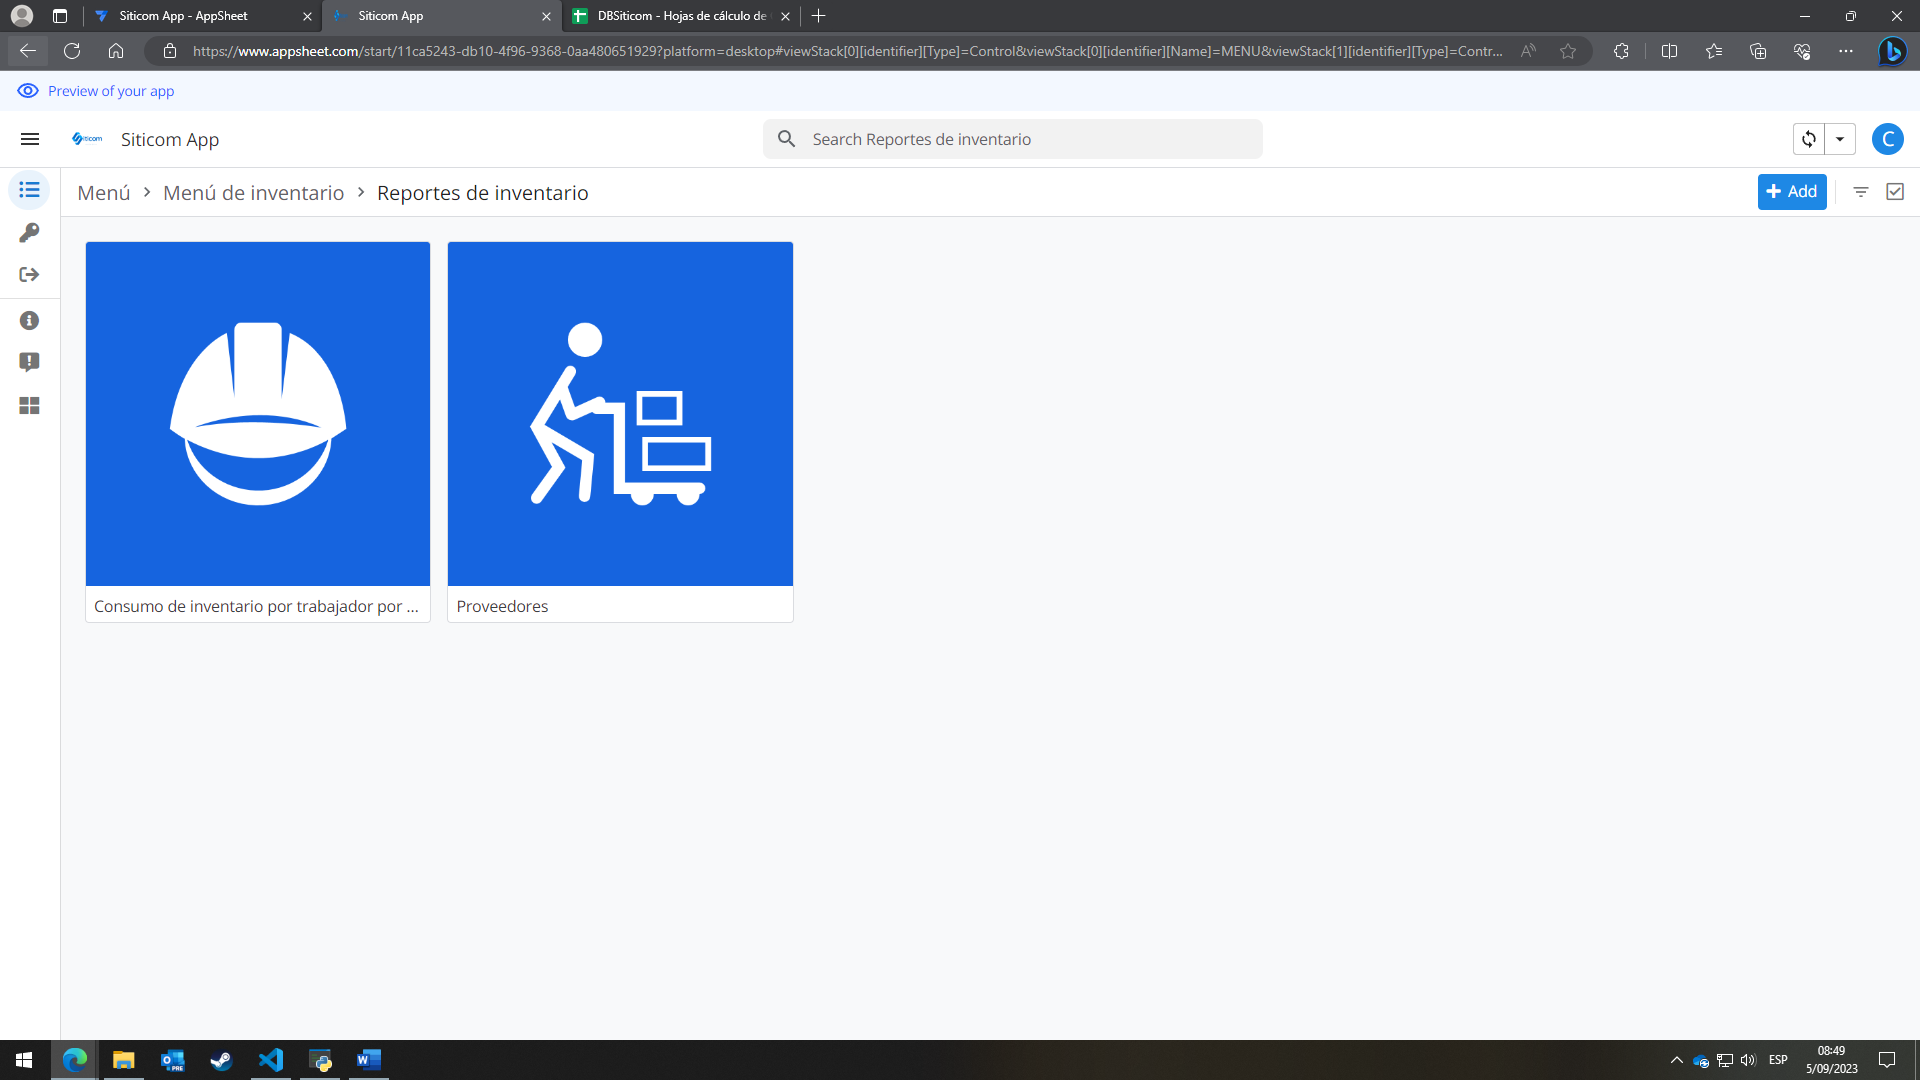 Siticom App - AppSheet
Siticom App
DBSiticom - Hojas de cálculo de
https://www.appsheet.com/start/11ca5243-db10-4f96-9368-0aa480651929?platform=desktop#viewStack[0][identifier][Type]=Control&viewStack[0][identifier][Name]=MENU&viewStack[1][identifier][Type]=Contr...
Preview of your app
Siticom
Siticom App
Search Reportes de inventario
C
Menú > Menú de inventario > Reportes de inventario
+ Add
Consumo de inventario por trabajador por ...
Proveedores
ESP
08:49
5/09/2023